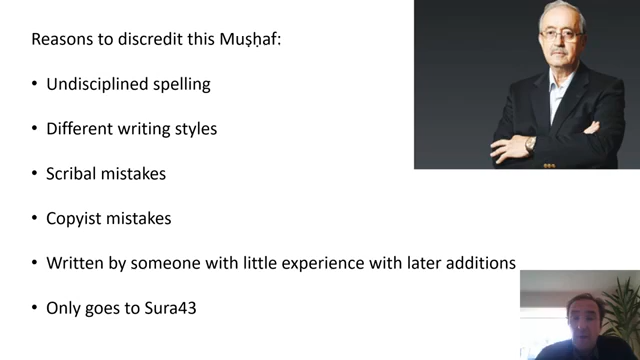 Reasons to discredit this Muṣḥaf:
• Undisciplined spelling
• Different writing styles
• Scribal mistakes
• Copyist mistakes
• Written by someone with little experience with later additions
• Only goes to Sura43